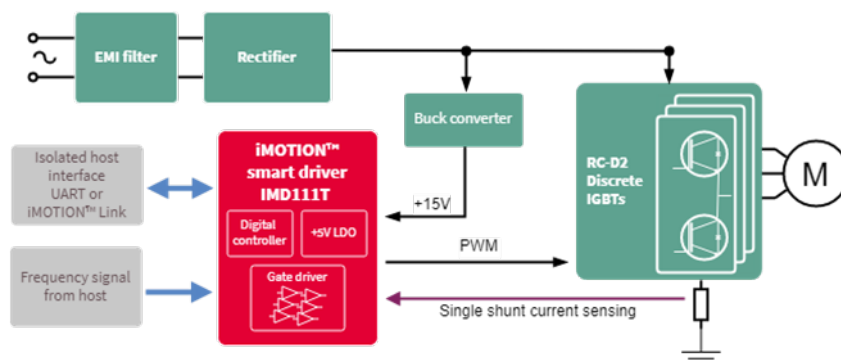 EMI filter
Rectifier
Buck converter
RC-D2
Discrete
IGBTs
M
Isolated host
interface
UART or
iMOTION™ Link
iMOTION™
smart driver
IMD111T
Digital
controller
+5V LDO
Gate driver
+15V
PWM
Frequency signal
from host
Single shunt current sensing